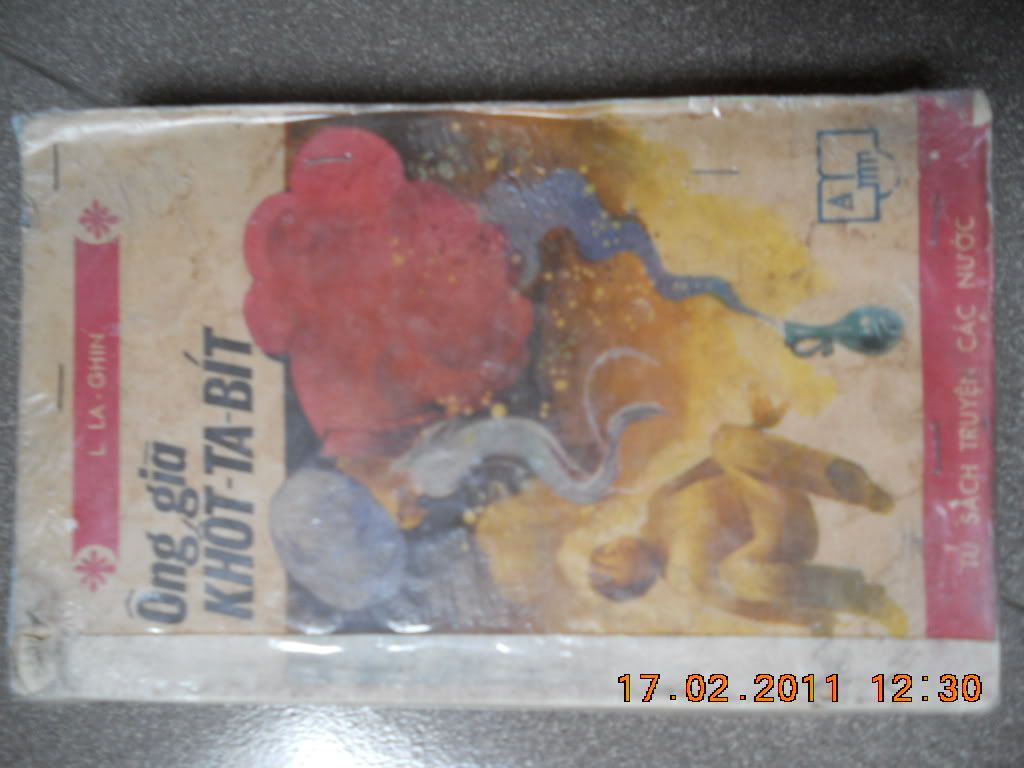 L. LA-GHIN
Ông già
KHỐT-TA-BÍT
TỦ SÁCH TRUYỆN CÁC NƯỚC
17.02.2011 12:30